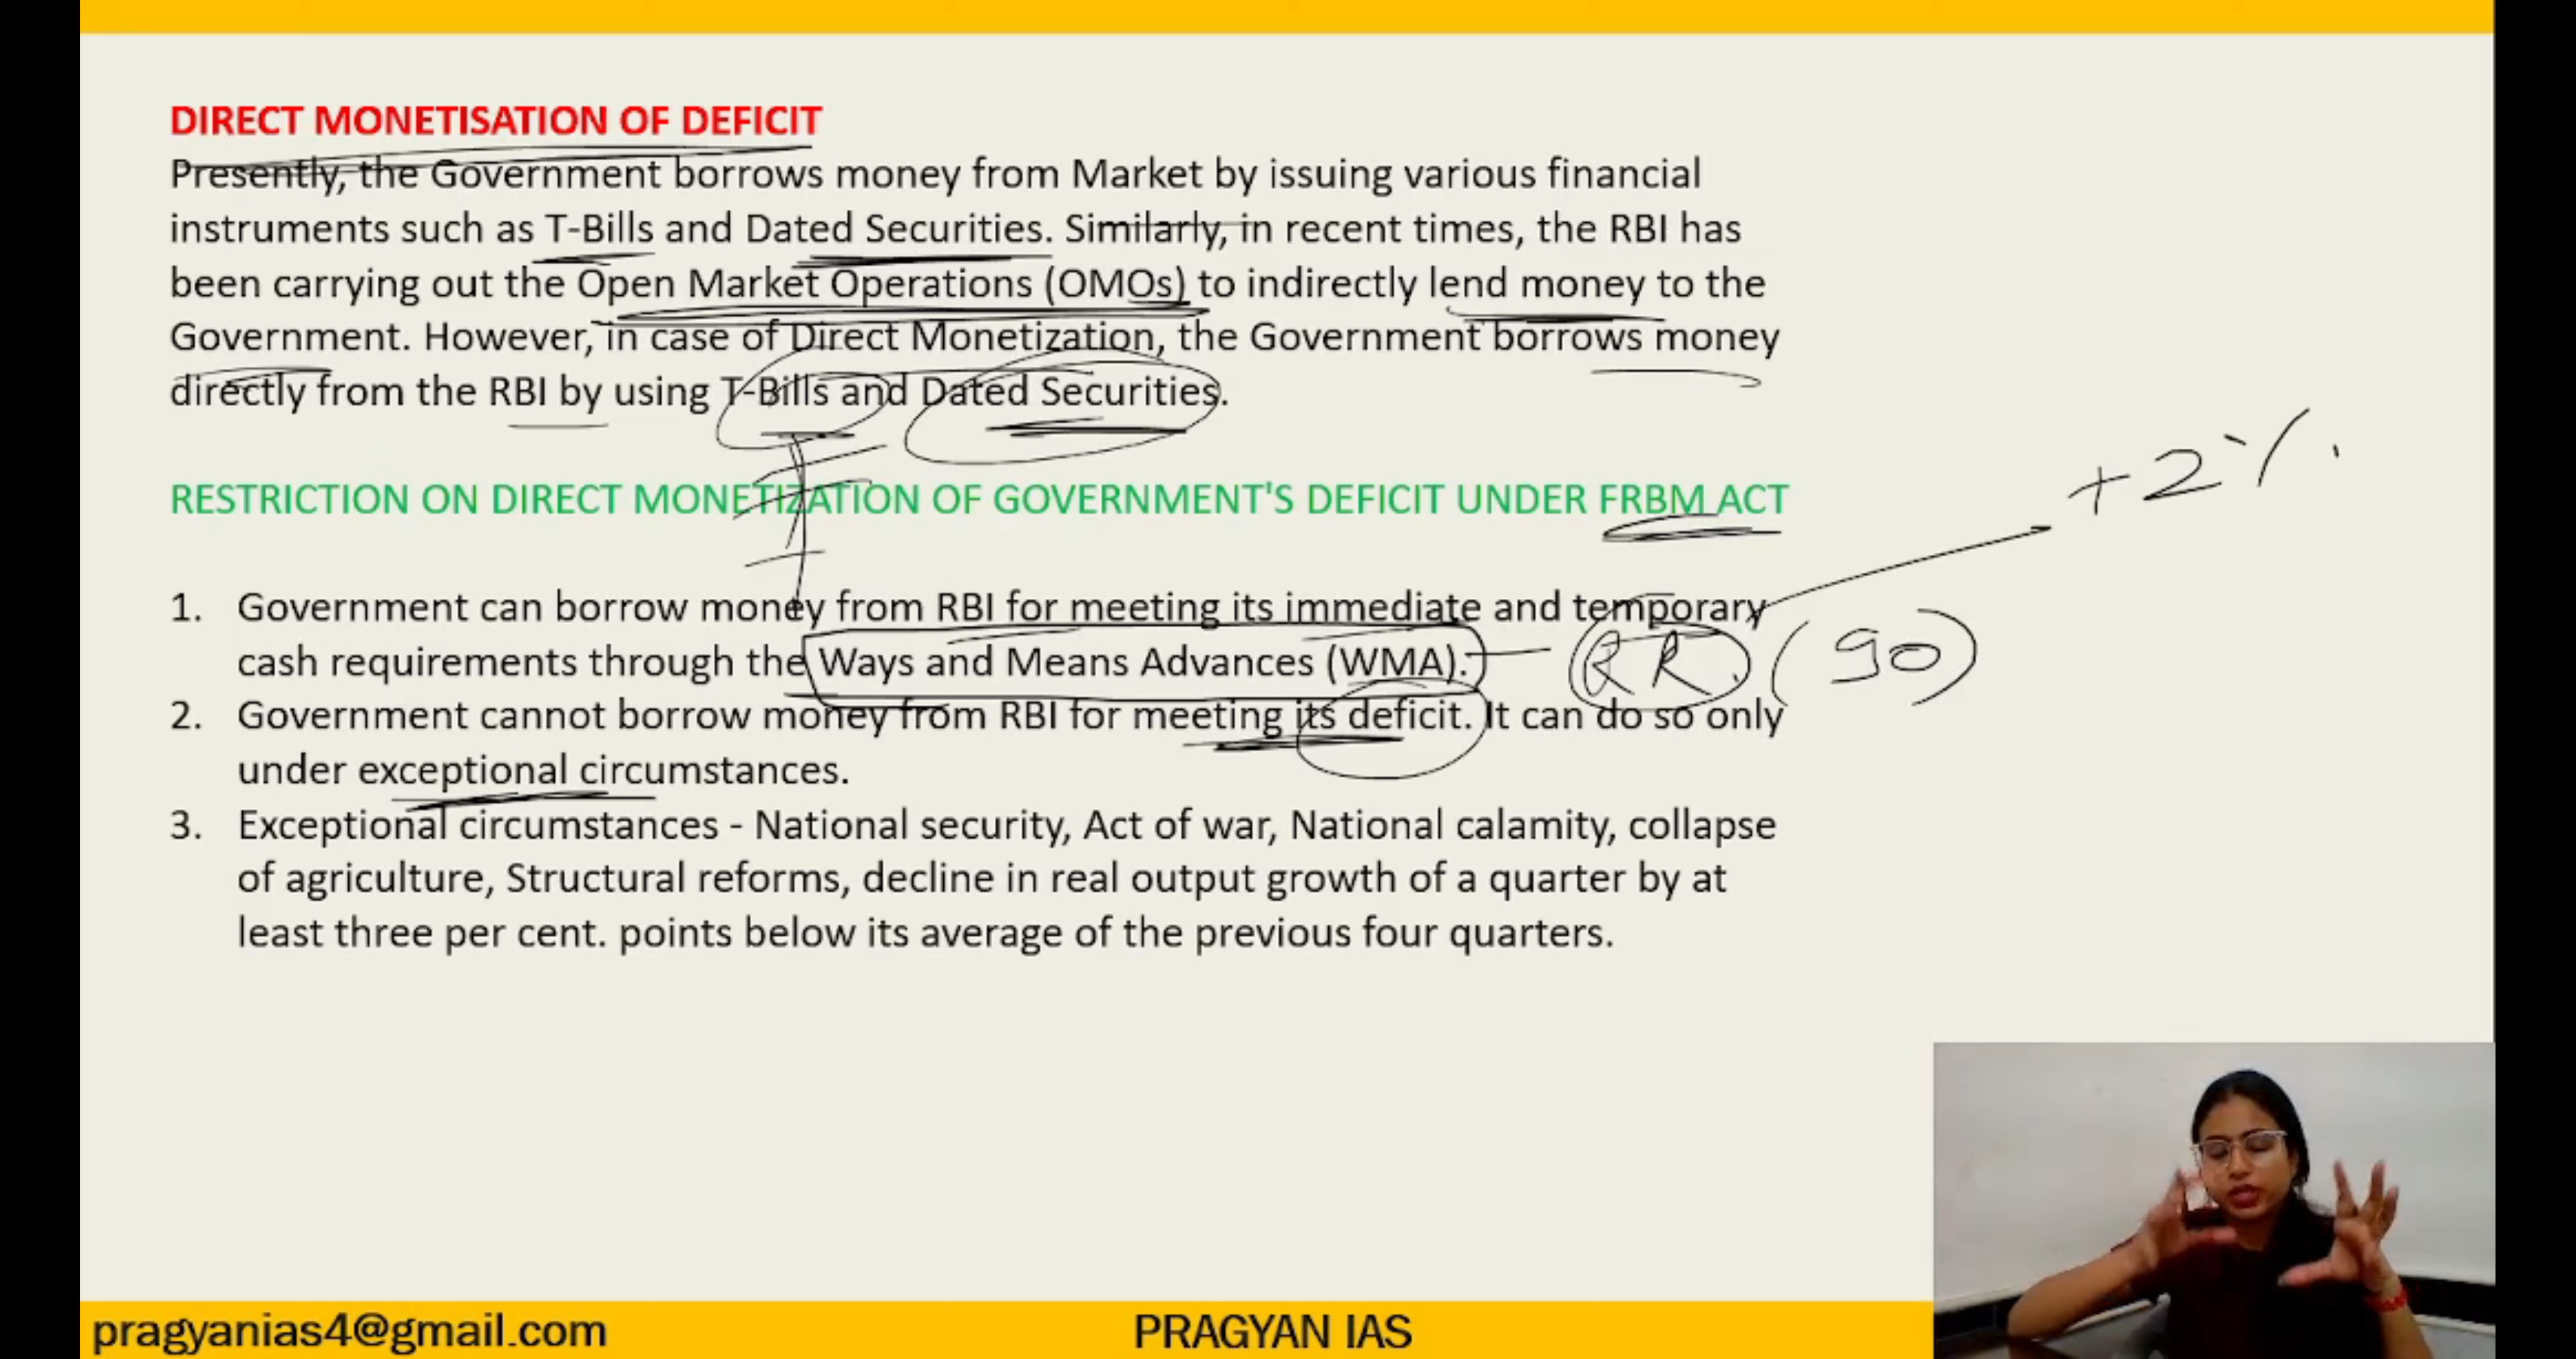 DIRECT MONETISATION OF DEFICIT
Presently, the Government borrows money from Market by issuing various financial
instruments such as T-Bills and Dated Securities. Similarly, in recent times, the RBI has
been carrying out the Open Market Operations (OMOs) to indirectly lend money to the
Government. However, in case of Direct Monetization, the Government borrows money
directly from the RBI by using T-Bills and Dated Securities.
+2%.
RESTRICTION ON DIRECT MONETIZATION OF GOVERNMENT'S DEFICIT UNDER FRBM ACT
1. Government can borrow money from RBI for meeting its immediate and temporary
cash requirements through the Ways and Means Advances (WMA). — RR. (90)
2. Government cannot borrow money from RBI for meeting its deficit. It can do so only
under exceptional circumstances.
3. Exceptional circumstances - National security, Act of war, National calamity, collapse
of agriculture, Structural reforms, decline in real output growth of a quarter by at
least three per cent. points below its average of the previous four quarters.
pragyanias4@gmail.com
PRAGYAN IAS